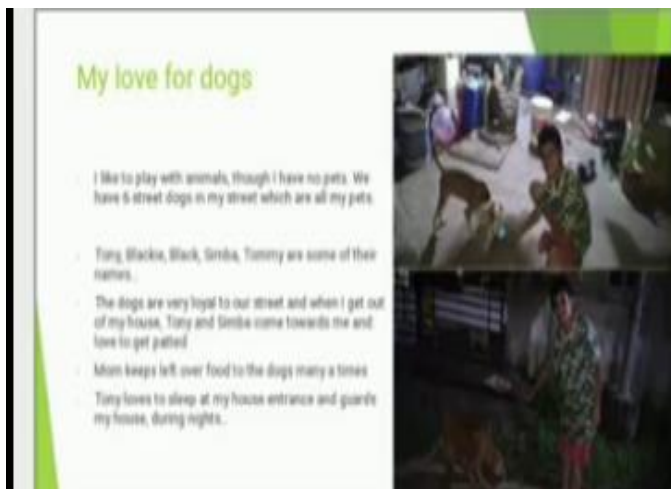 My love for dogs
I like to play with animals, though I have no pets. We
have 6 street dogs in my street which are all my pets.
Tony, Blackie, Black, Simba, Tommy are some of their
names..
The dogs are very loyal to our street and when I get out
of my house, Tony and Simba come towards me and
love to get patted
Mom keeps left over food to the dogs many a times
Tony loves to sleep at my house entrance and guards
my house, during nights..